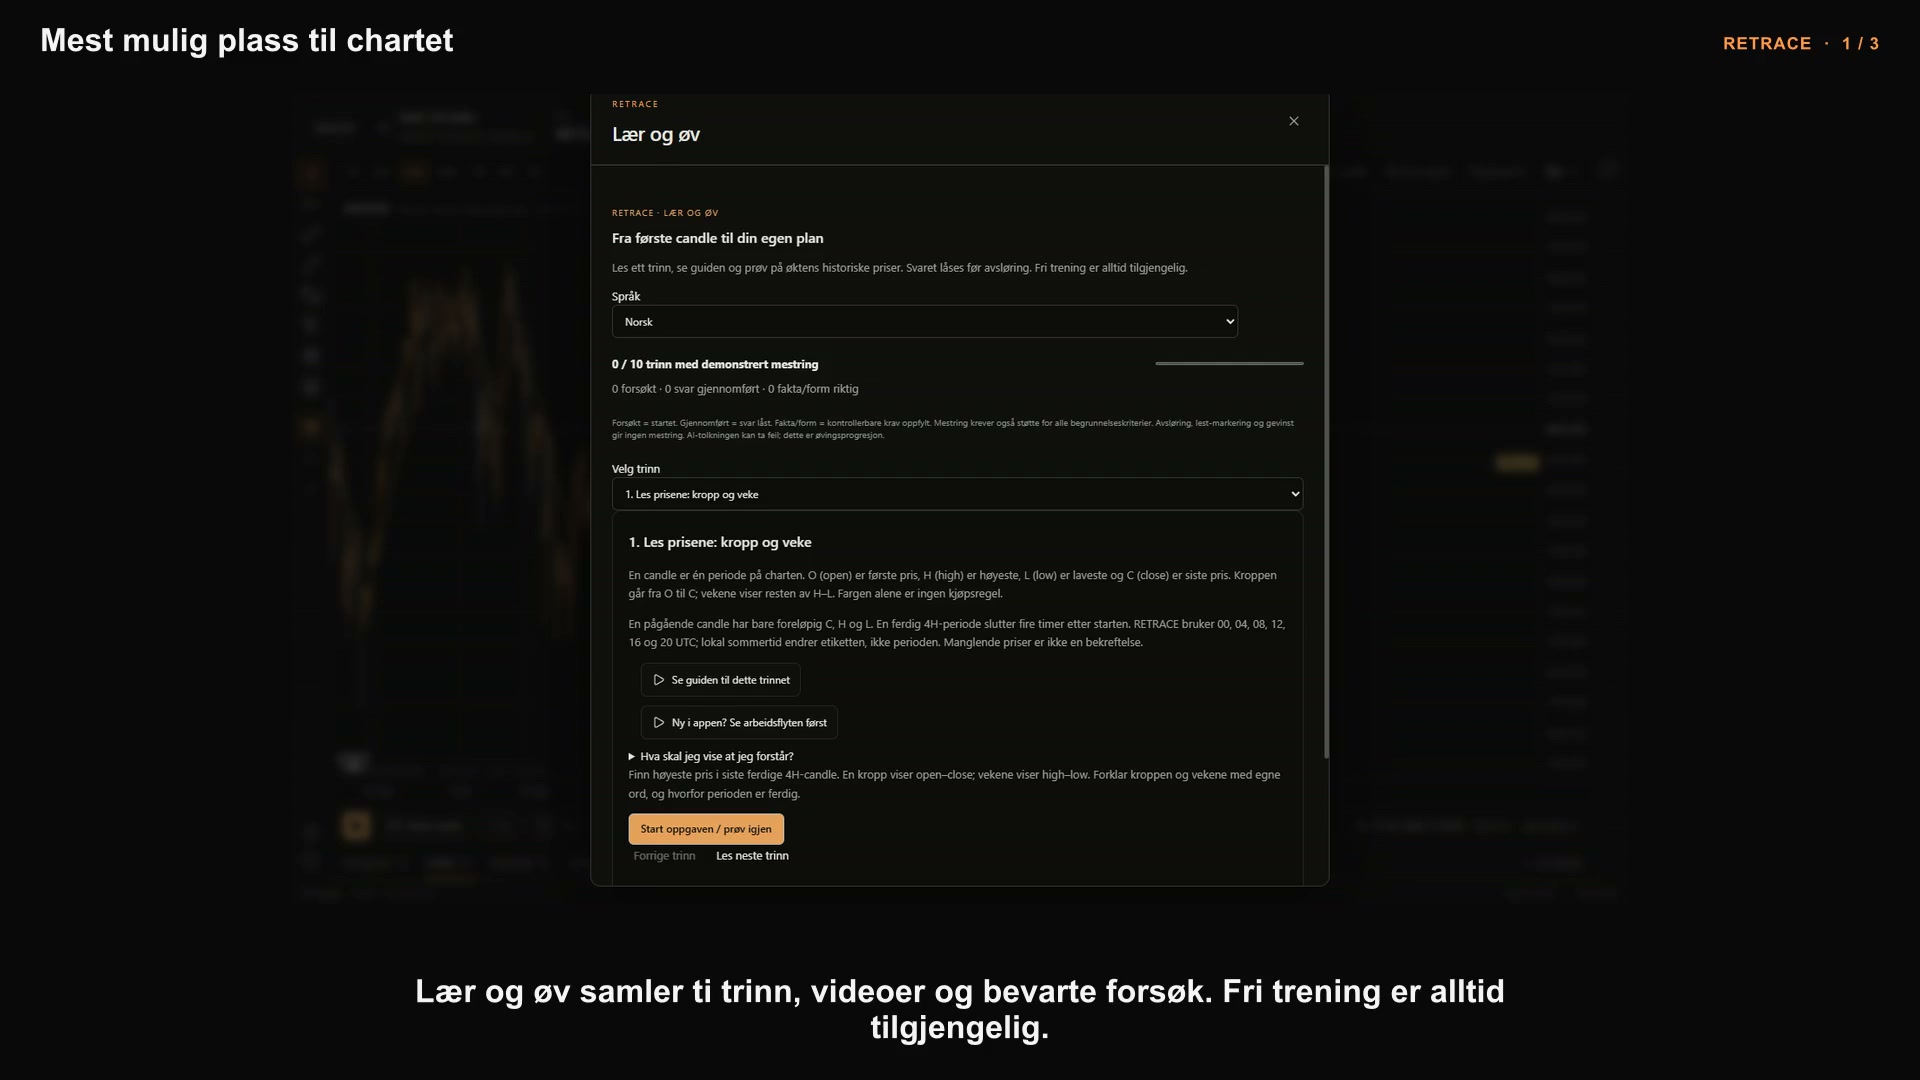 Mest mulig plass til chartet
RETRACE · 1 / 3
RETRACE
Lær og øv
RETRACE · LÆR OG ØV
Fra første candle til din egen plan
Les ett trinn, se guiden og prøv på øktens historiske priser. Svaret låses før avsløring. Fri trening er alltid tilgjengelig.
Språk
Norsk
0 / 10 trinn med demonstrert mestring
0 forsøkt · 0 svar gjennomført · 0 fakta/form riktig
Forsøkt = startet. Gjennomført = svar låst. Fakta/form = kontrollerbare krav oppfylt. Mestring krever også støtte for alle begrunnelseskriterier. Avsløring, lest-markering og gevinst
gir ingen mestring. AI-tolkningen kan ta feil; dette er øvingsprogresjon.
Velg trinn
1. Les prisene: kropp og veke
1. Les prisene: kropp og veke
En candle er én periode på charten. O (open) er første pris, H (high) er høyeste, L (low) er laveste og C (close) er siste pris. Kroppen
går fra O til C; vekene viser resten av H–L. Fargen alene er ingen kjøpsregel.
En pågående candle har bare foreløpig C, H og L. En ferdig 4H-periode slutter fire timer etter starten. RETRACE bruker 00, 04, 08, 12,
16 og 20 UTC; lokal sommertid endrer etiketten, ikke perioden. Manglende priser er ikke en bekreftelse.
Se guiden til dette trinnet
Ny i appen? Se arbeidsflyten først
Hva skal jeg vise at jeg forstår?
Finn høyeste pris i siste ferdige 4H-candle. En kropp viser open–close; vekene viser high–low. Forklar kroppen og vekene med egne
ord, og hvorfor perioden er ferdig.
Start oppgaven / prøv igjen
Forrige trinn Les neste trinn
Lær og øv samler ti trinn, videoer og bevarte forsøk. Fri trening er alltid
tilgjengelig.